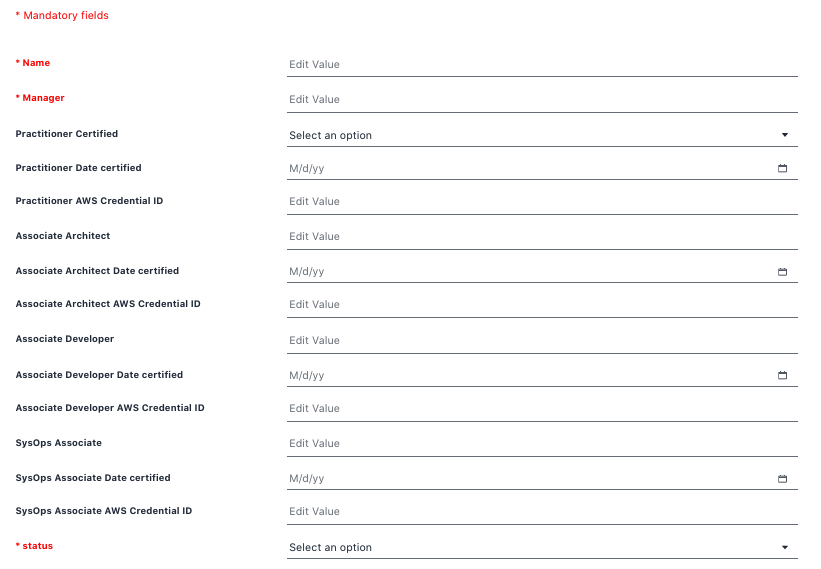 * Mandatory fields
* Name Edit Value
* Manager Edit Value
Practitioner Certified Select an option
Practitioner Date certified M/d/yy
Practitioner AWS Credential ID Edit Value
Associate Architect Edit Value
Associate Architect Date certified M/d/yy
Associate Architect AWS Credential ID Edit Value
Associate Developer Edit Value
Associate Developer Date certified M/d/yy
Associate Developer AWS Credential ID Edit Value
SysOps Associate Edit Value
SysOps Associate Date certified M/d/yy
SysOps Associate AWS Credential ID Edit Value
* status Select an option